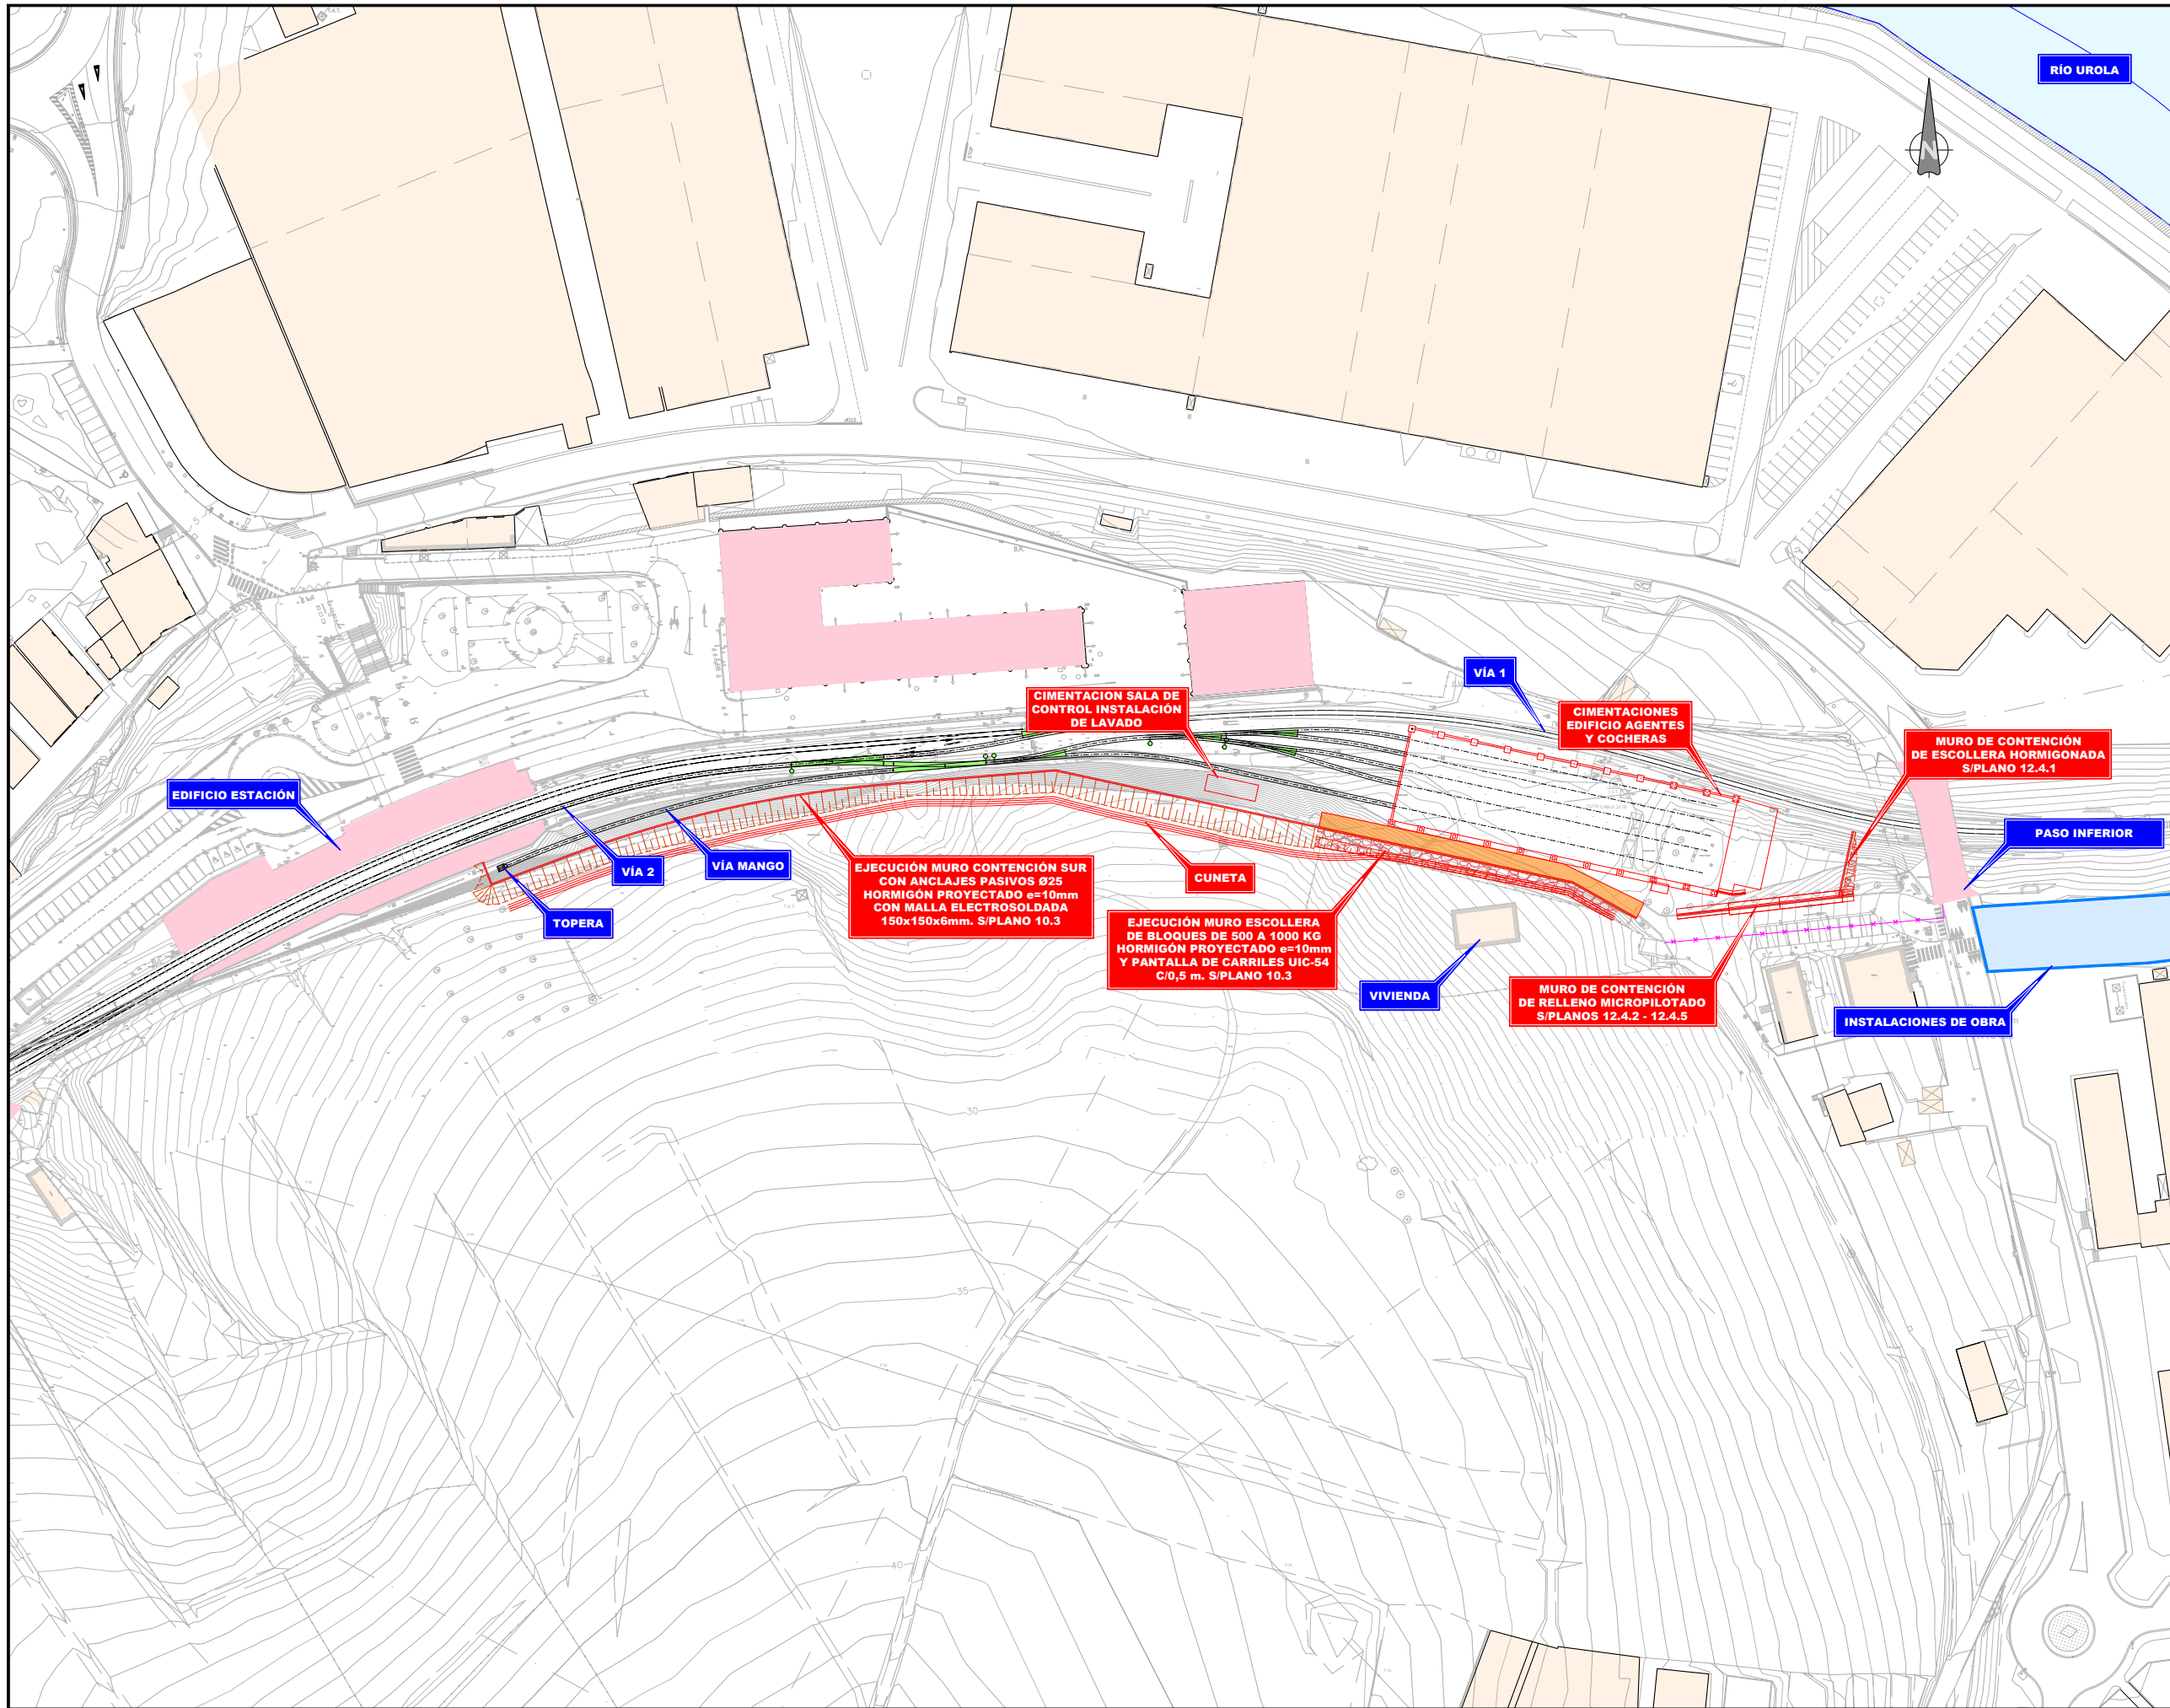 RÍO UROLA
N
STOP
B.R.
VÍA 1
CIMENTACION SALA DE
CONTROL INSTALACIÓN
DE LAVADO
CIMENTACIONES
EDIFICIO AGENTES
Y COCHERAS
MURO DE CONTENCIÓN
DE ESCOLLERA HORMIGONADA
S/PLANO 12.4.1
EDIFICIO ESTACIÓN
PASO INFERIOR
VÍA 2
VÍA MANGO
EJECUCIÓN MURO CONTENCIÓN SUR
CON ANCLAJES PASIVOS Ø25
HORMIGÓN PROYECTADO e=10mm
CON MALLA ELECTROSOLDADA
150x150x6mm. S/PLANO 10.3
CUNETA
TOPERA
EJECUCIÓN MURO ESCOLLERA
DE BLOQUES DE 500 A 1000 KG
HORMIGÓN PROYECTADO e=10mm
Y PANTALLA DE CARRILES UIC-54
C/0,5 m. S/PLANO 10.3
VIVIENDA
MURO DE CONTENCIÓN
DE RELLENO MICROPILOTADO
S/PLANOS 12.4.2 - 12.4.5
INSTALACIONES DE OBRA
30
35
40